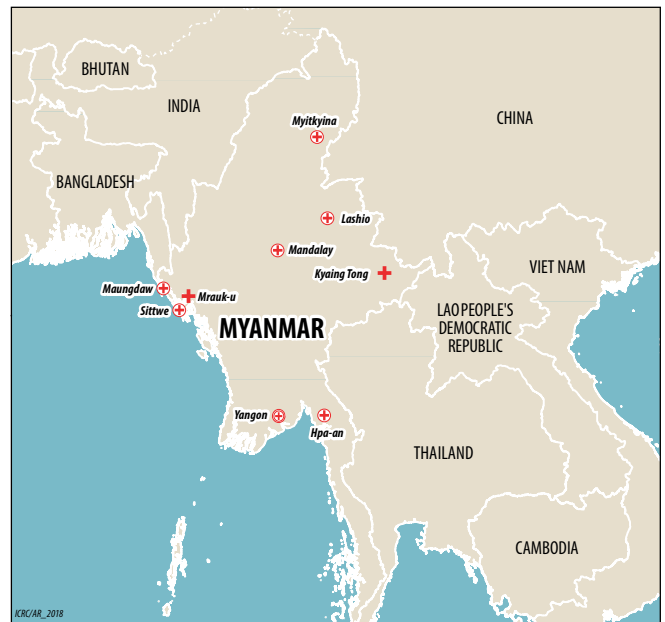 BHUTAN
INDIA
Myitkyina
CHINA
BANGLADESH
Lashio
Mandalay
Kyaing Tong
VIET NAM
Maungdaw
Mrauk-u
Sittwe
MYANMAR
LAO PEOPLE'S
DEMOCRATIC
REPUBLIC
Yangon
Hpa-an
THAILAND
CAMBODIA
ICRC/AR_2018